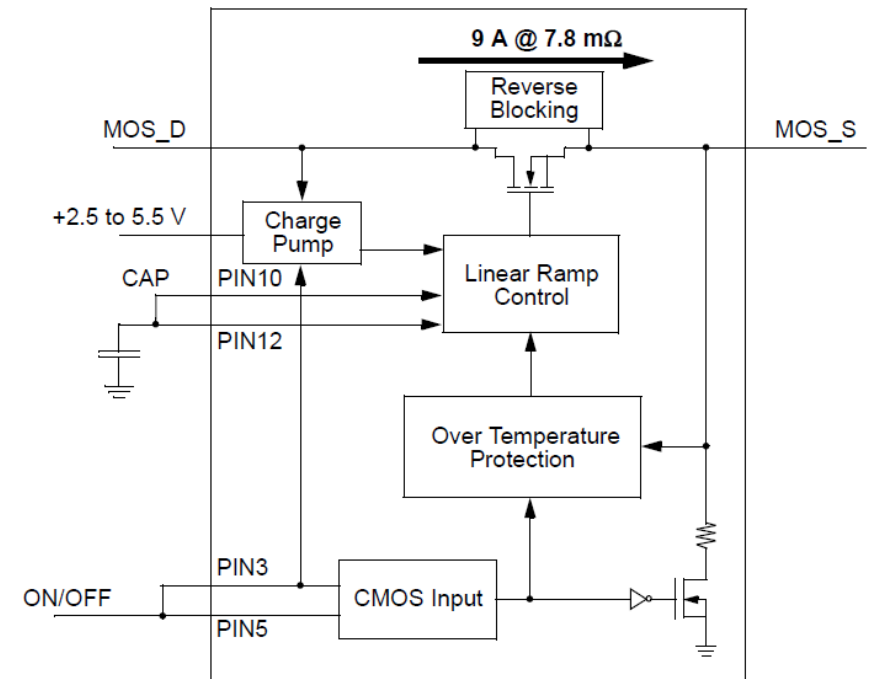 9 A @ 7.8 mΩ
Reverse
Blocking
MOS_D
MOS_S
+2.5 to 5.5 V
Charge
Pump
Linear Ramp
Control
CAP
PIN10
PIN12
Over Temperature
Protection
PIN3
ON/OFF
CMOS Input
PIN5